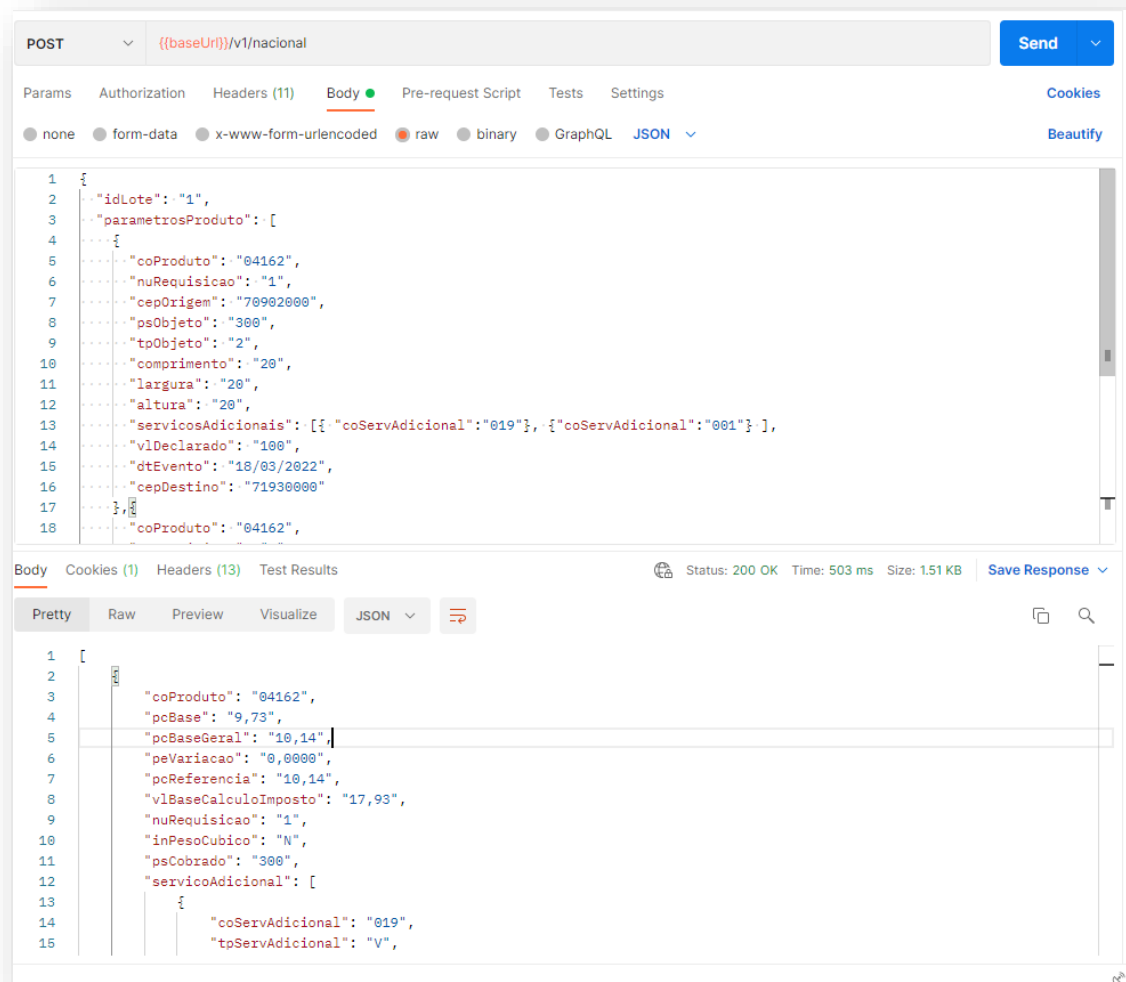 POST {{baseUrl}}/v1/nacional Send
Params Authorization Headers (11) Body Pre-request Script Tests Settings Cookies
none form-data x-www-form-urlencoded raw binary GraphQL JSON Beautify
1 {
2 "idLote": "1",
3 "parametrosProduto": [
4 {
5 "coProduto": "04162",
6 "nuRequisicao": "1",
7 "cepOrigem": "70902000",
8 "psObjeto": "300",
9 "tpObjeto": "2",
10 "comprimento": "20",
11 "largura": "20",
12 "altura": "20",
13 "servicosAdicionais": [{ "coServAdicional":"019"}, {"coServAdicional":"001"} ],
14 "vlDeclarado": "100",
15 "dtEvento": "18/03/2022",
16 "cepDestino": "71930000"
17 },{
18 "coProduto": "04162",
Body Cookies (1) Headers (13) Test Results Status: 200 OK Time: 503 ms Size: 1.51 KB Save Response
Pretty Raw Preview Visualize JSON
1 [
2 {
3 "coProduto": "04162",
4 "pcBase": "9,73",
5 "pcBaseGeral": "10,14",
6 "peVariacao": "0,0000",
7 "pcReferencia": "10,14",
8 "vlBaseCalculoImposto": "17,93",
9 "nuRequisicao": "1",
10 "inPesoCubico": "N",
11 "psCobrado": "300",
12 "servicoAdicional": [
13 {
14 "coServAdicional": "019",
15 "tpServAdicional": "V",